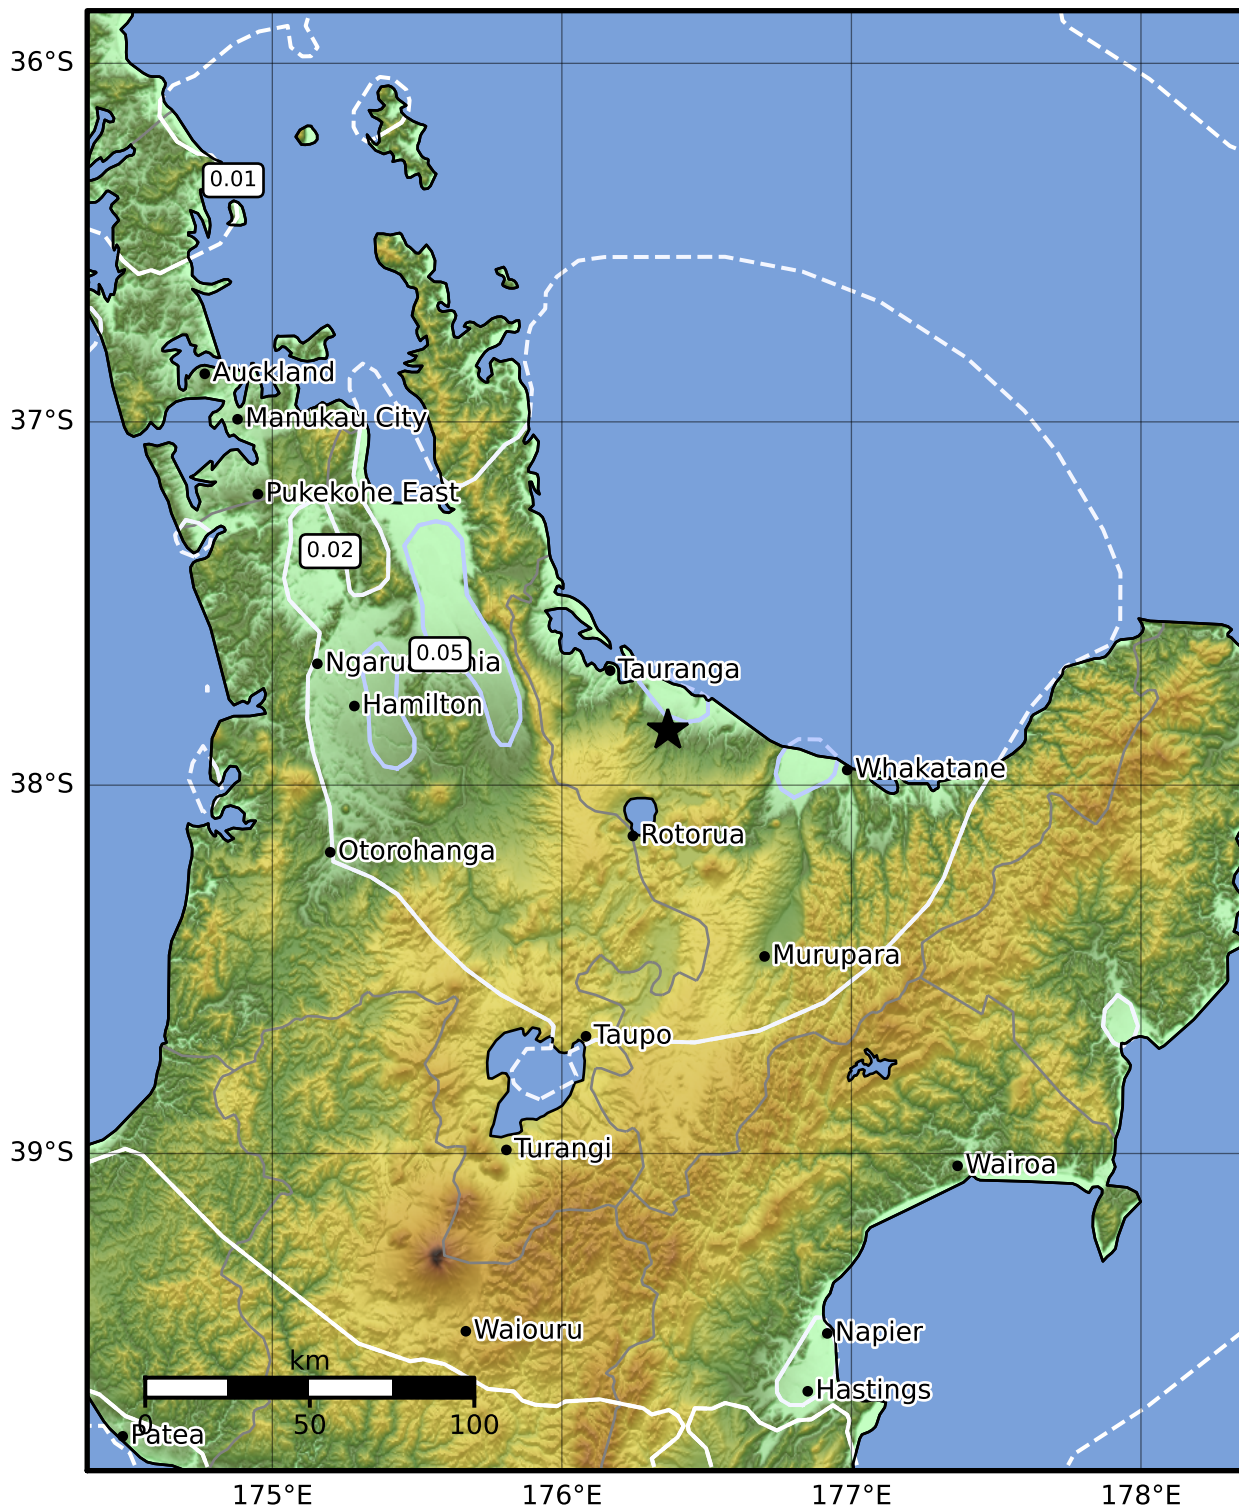 36°S
0.01
Auckland
37°S
Manukau City
Pukekohe East
0.02
0.05
Tauranga
Hamilton
38°S
Whakatane
Rotorua
Otorohanga
Murupara
Taupo
39°S
Turangi
Wairoa
Waiouru
Napier
km
Hastings
0 50 100
Patea
175°E 176°E 177°E 178°E